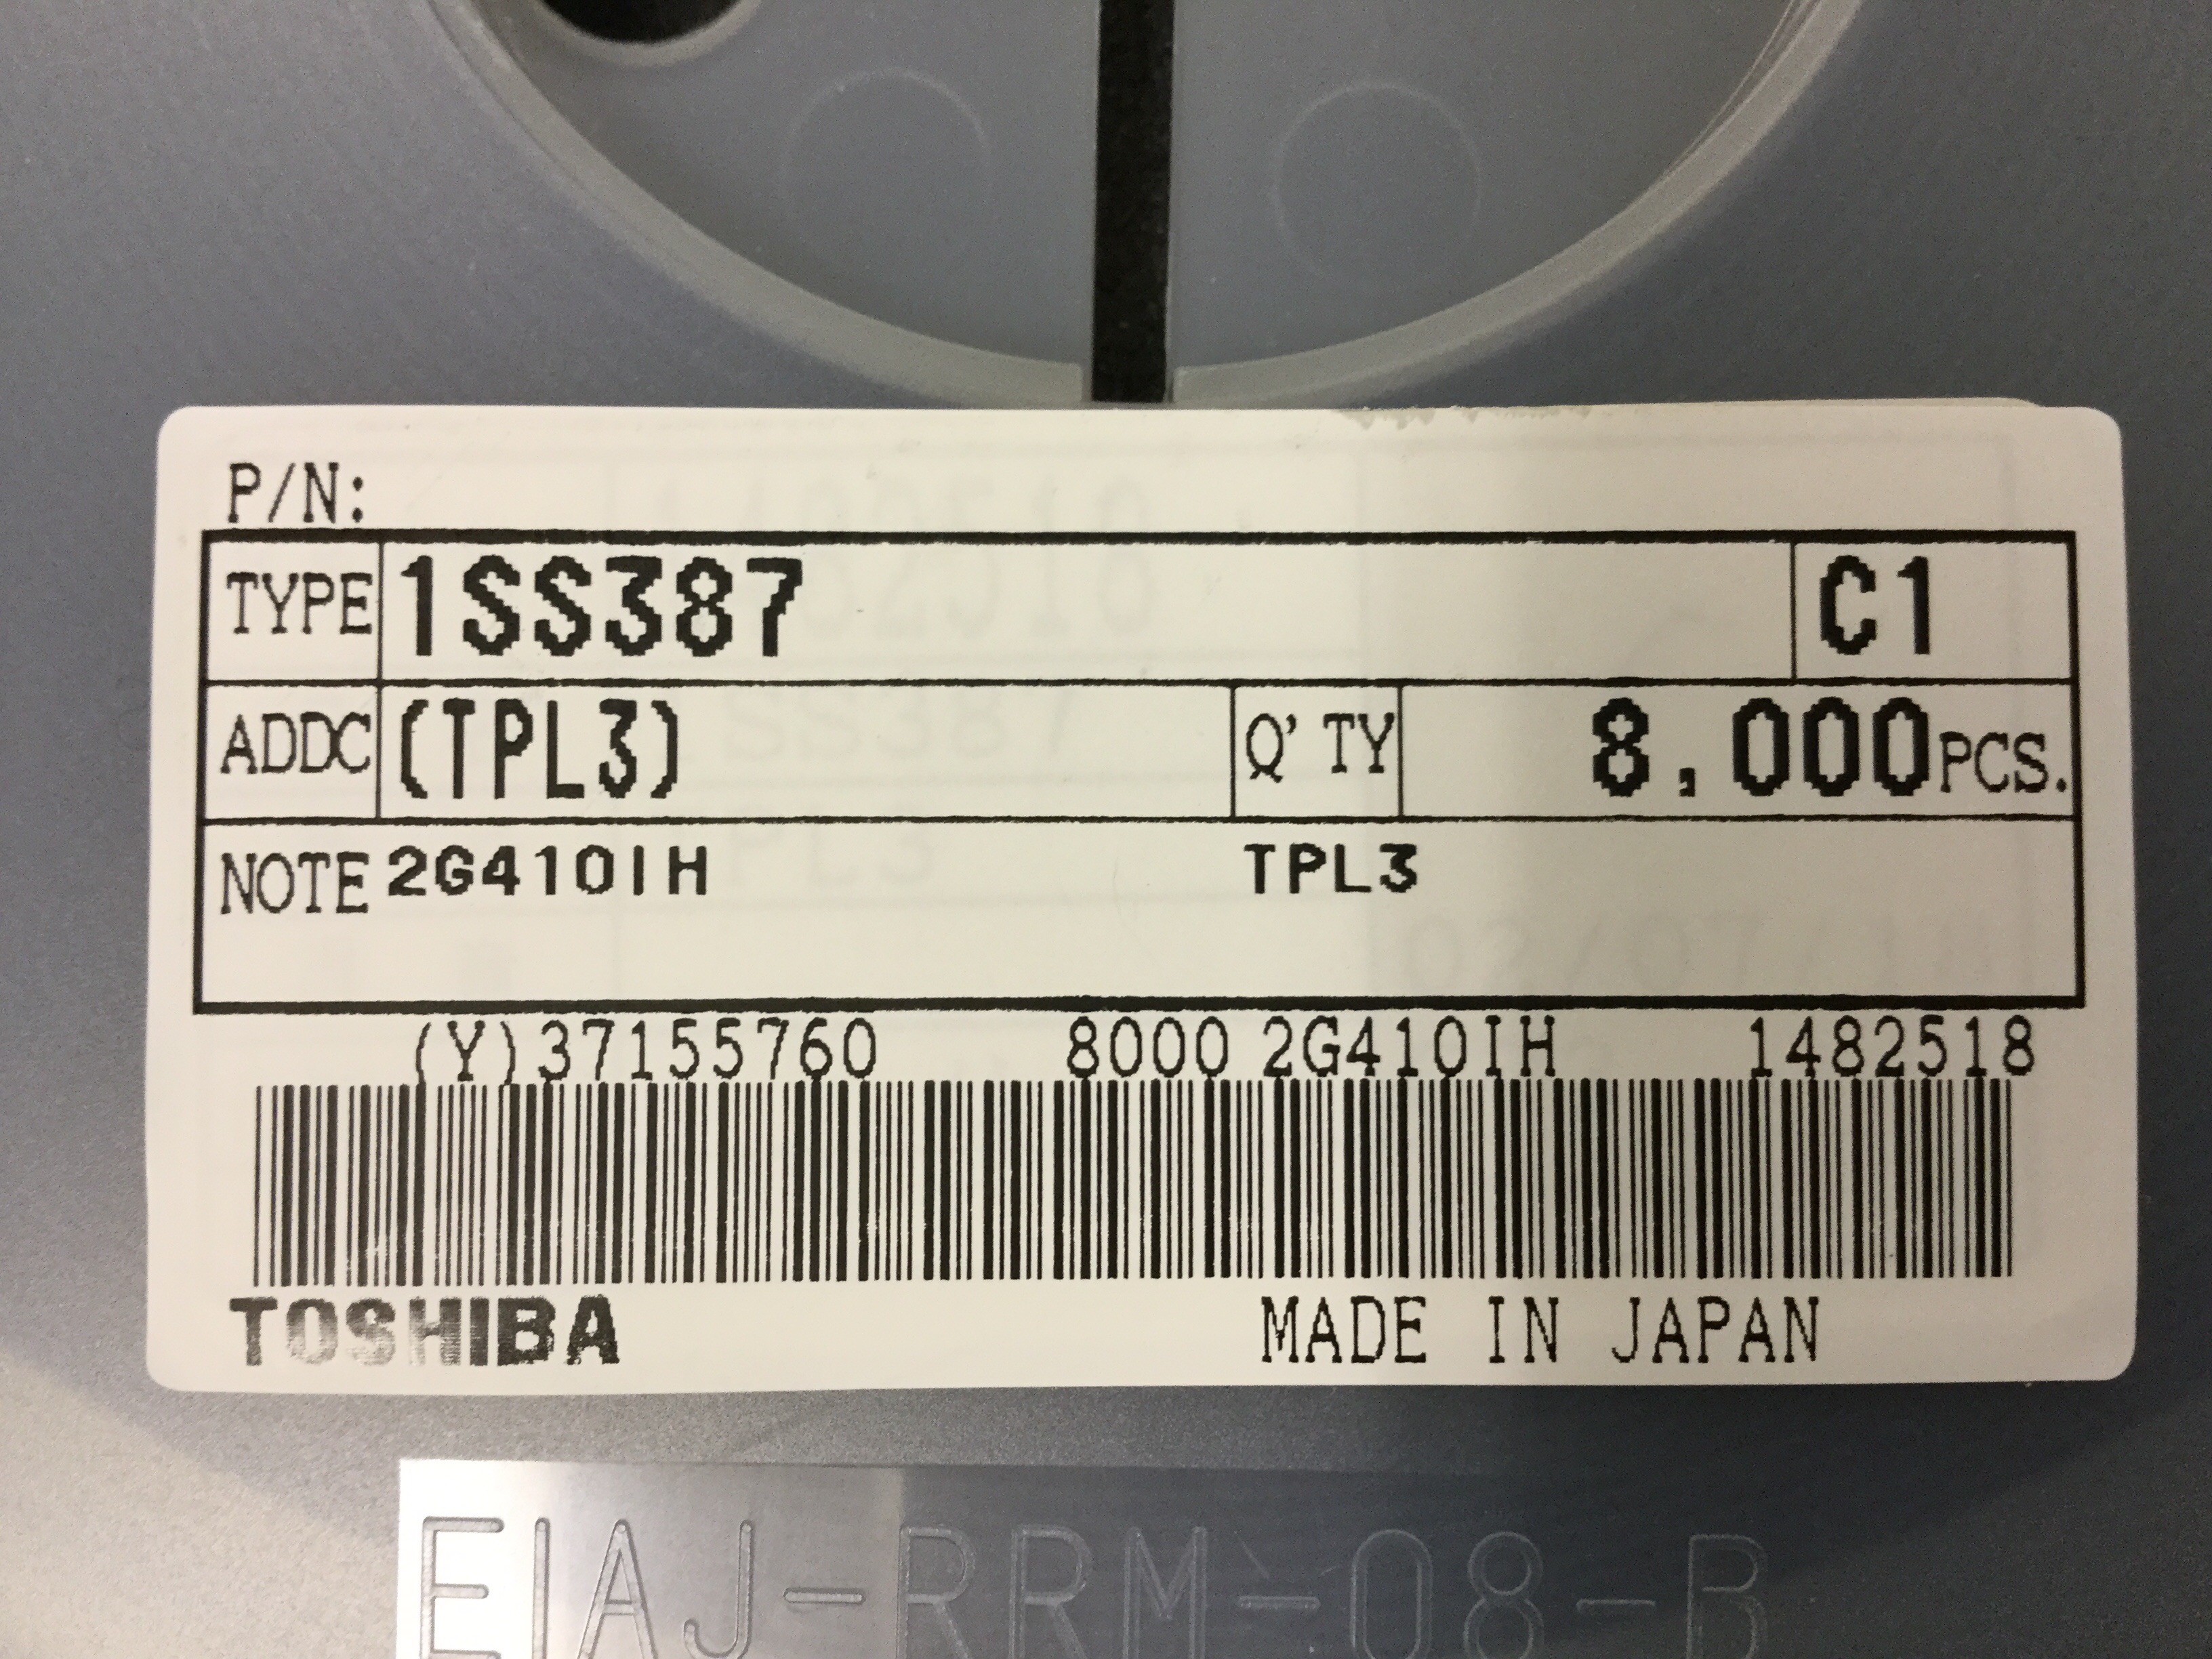 P/N:
TYPE 1SS387 C1
ADDC (TPL3) Q'TY 8,000PCS.
NOTE 2G410IH TPL3
(Y)37155760 8000 2G410IH 1482518
TOSHIBA MADE IN JAPAN
EIAJ-RRM-08-B